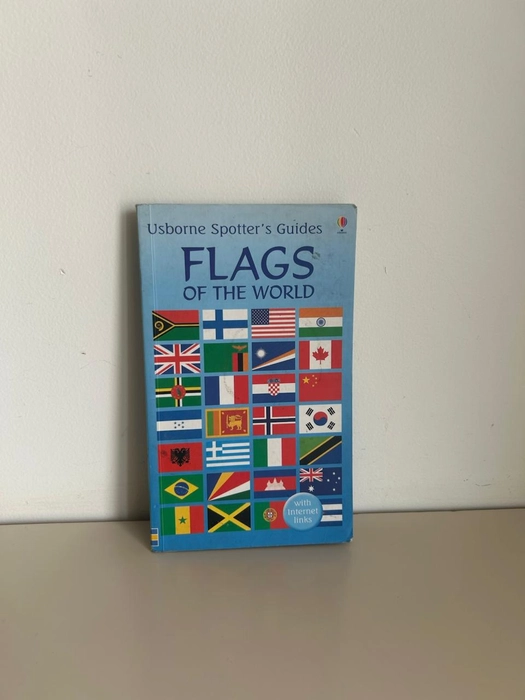 Usborne Spotter's Guides
FLAGS
OF THE WORLD
with
Internet
links